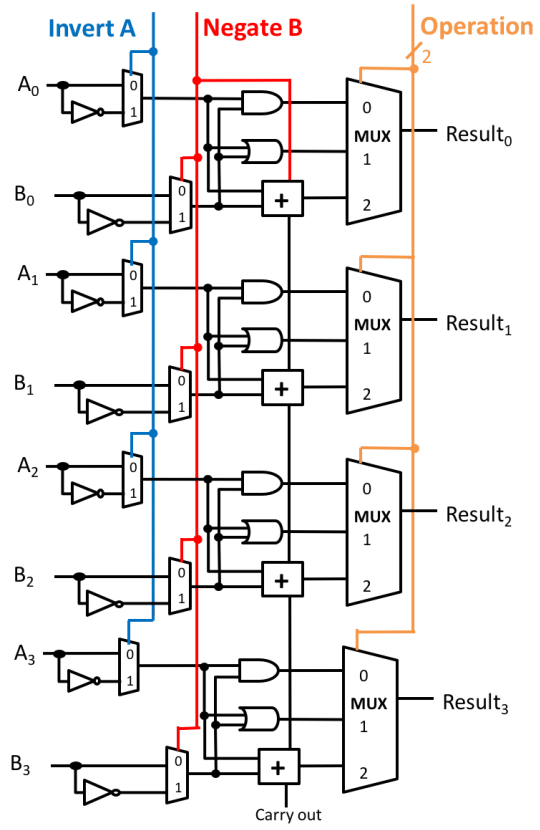 Invert A Negate B Operation
2
A0
0
1
0
MUX Result0
1
B0
0
1
+
2
A1
0
1
0
MUX Result1
1
B1
0
1
+
2
A2
0
1
0
MUX Result2
1
B2
0
1
+
2
A3
0
1
0
MUX Result3
1
B3
0
1
+
2
Carry out